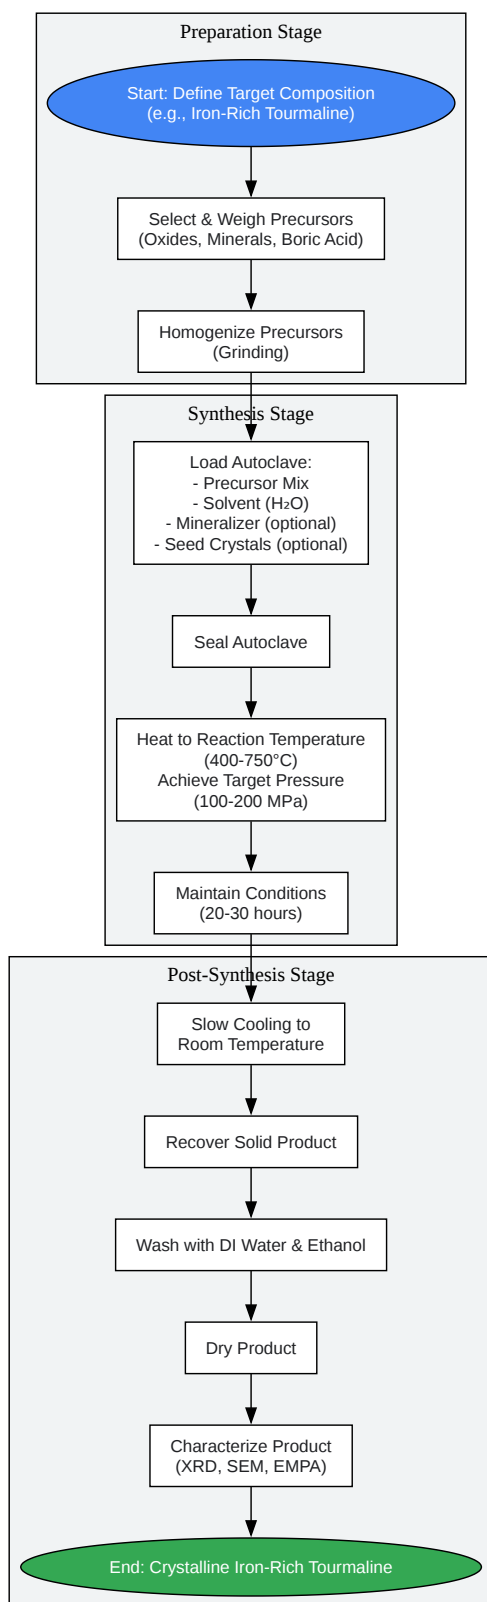 Preparation Stage
Start: Define Target Composition
(e.g., Iron-Rich Tourmaline)
Select & Weigh Precursors
(Oxides, Minerals, Boric Acid)
Homogenize Precursors
(Grinding)
Synthesis Stage
Load Autoclave:
- Precursor Mix
- Solvent (H₂O)
- Mineralizer (optional)
- Seed Crystals (optional)
Seal Autoclave
Heat to Reaction Temperature
(400-750°C)
Achieve Target Pressure
(100-200 MPa)
Maintain Conditions
(20-30 hours)
Post-Synthesis Stage
Slow Cooling to
Room Temperature
Recover Solid Product
Wash with DI Water & Ethanol
Dry Product
Characterize Product
(XRD, SEM, EMPA)
End: Crystalline Iron-Rich Tourmaline